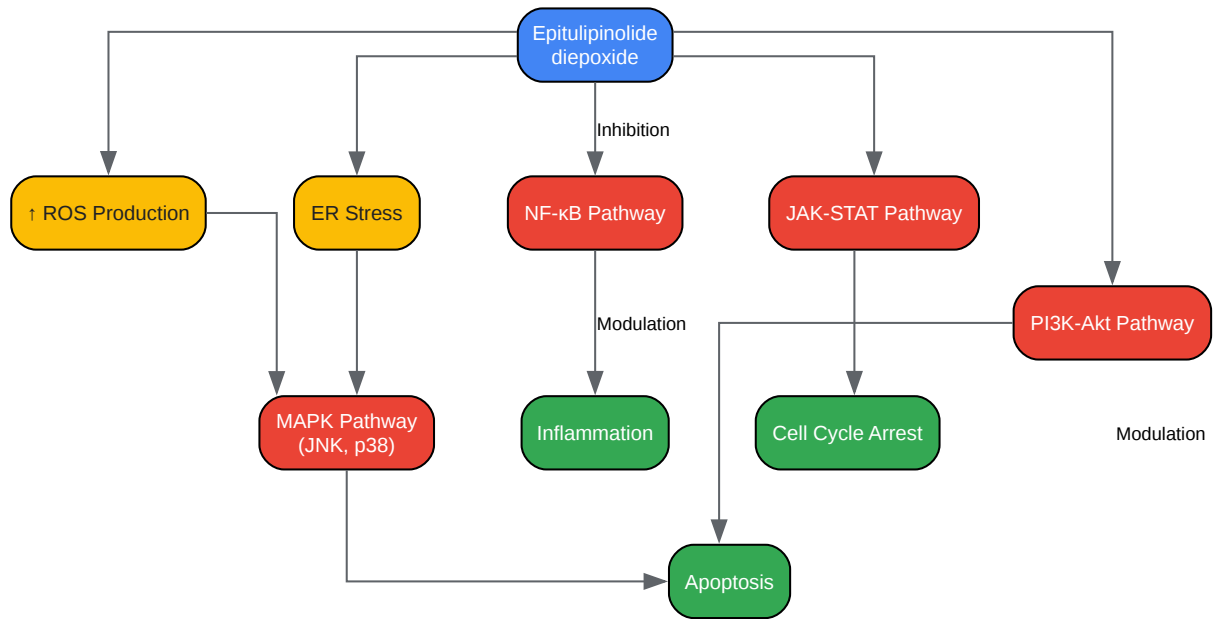 Epitulipinolide
diepoxide
Inhibition
↑ ROS Production
ER Stress
NF-κB Pathway
JAK-STAT Pathway
Modulation
PI3K-Akt Pathway
MAPK Pathway
(JNK, p38)
Inflammation
Cell Cycle Arrest
Modulation
Apoptosis